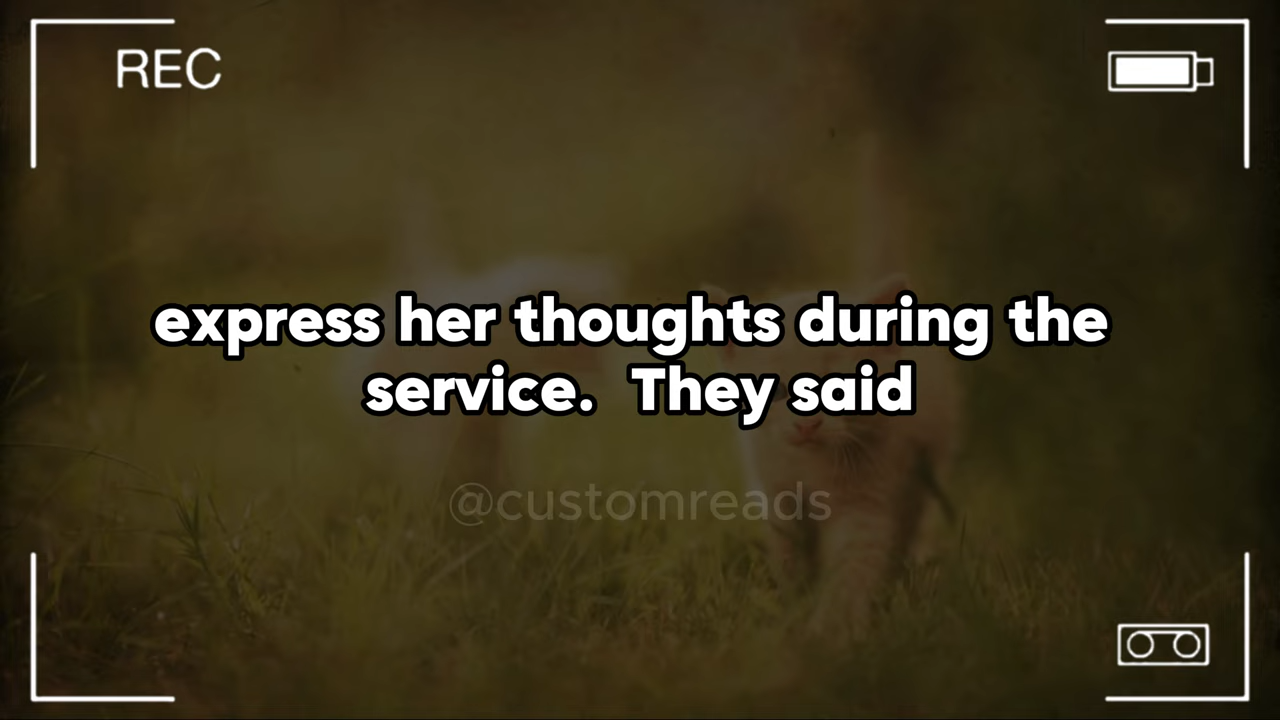 REC
express her thoughts during the
service.  They said
@customreads